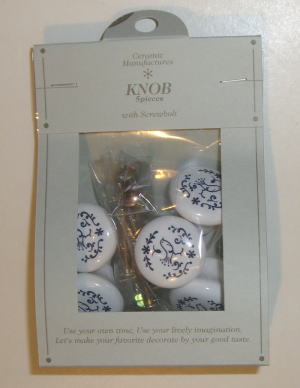 Ceramic
Manufactures
*
KNOB
5pieces
with Screwbolt
Use your own time, Use your lively imagination.
Let's make your favorite decorate by your good taste.